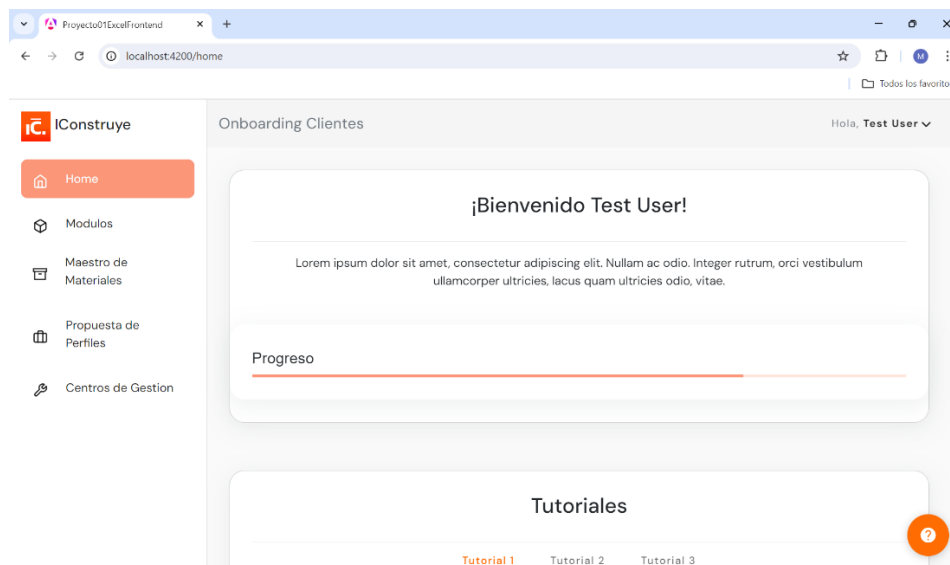 Proyecto01ExcelFrontend
localhost:4200/home
M
Todos los favorito
iC. IConstruye
Onboarding Clientes
Hola, Test User
Home
Modulos
Maestro de
Materiales
Propuesta de
Perfiles
Centros de Gestion
¡Bienvenido Test User!
Lorem ipsum dolor sit amet, consectetur adipiscing elit. Nullam ac odio. Integer rutrum, orci vestibulum
ullamcorper ultricies, lacus quam ultricies odio, vitae.
Progreso
Tutoriales
Tutorial 1 Tutorial 2 Tutorial 3
?